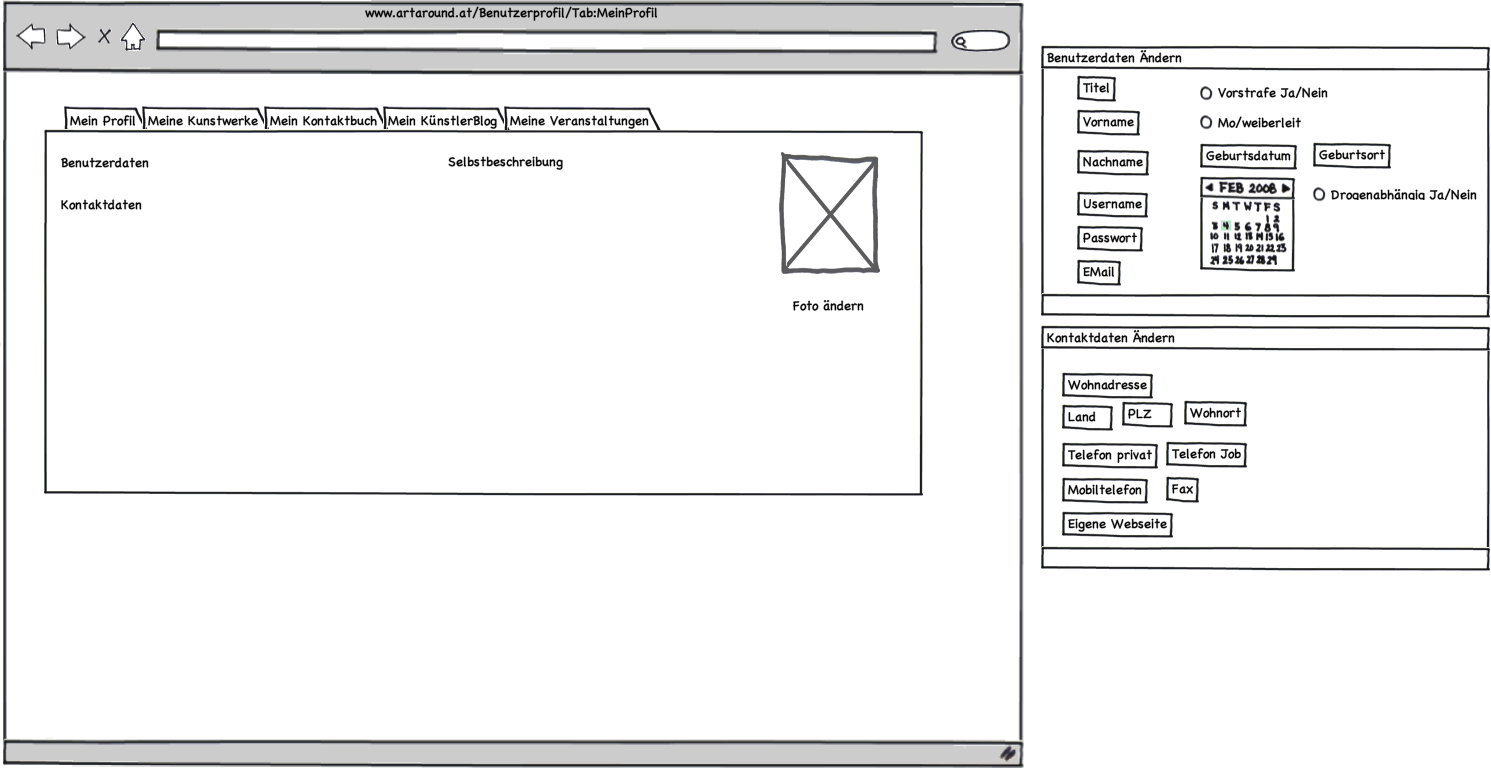 www.artaround.at/Benutzerprofil/Tab:MeinProfil
Mein Profil Meine Kunstwerke Mein Kontaktbuch Mein KünstlerBlog Meine Veranstaltungen
Benutzerdaten
Selbstbeschreibung
Kontaktdaten
Foto ändern
Benutzerdaten Ändern
Titel
Vorstrafe Ja/Nein
Vorname
Mo/weiberleit
Nachname
Geburtsdatum
Geburtsort
Username
FEB 2008
S M T W T F S
1 2
3 4 5 6 7 8 9
10 11 12 13 14 15 16
17 18 19 20 21 22 23
24 25 26 27 28 29
Drogenabhängig Ja/Nein
Passwort
EMail
Kontaktdaten Ändern
Wohnadresse
Land
PLZ
Wohnort
Telefon privat
Telefon Job
Mobiltelefon
Fax
Eigene Webseite